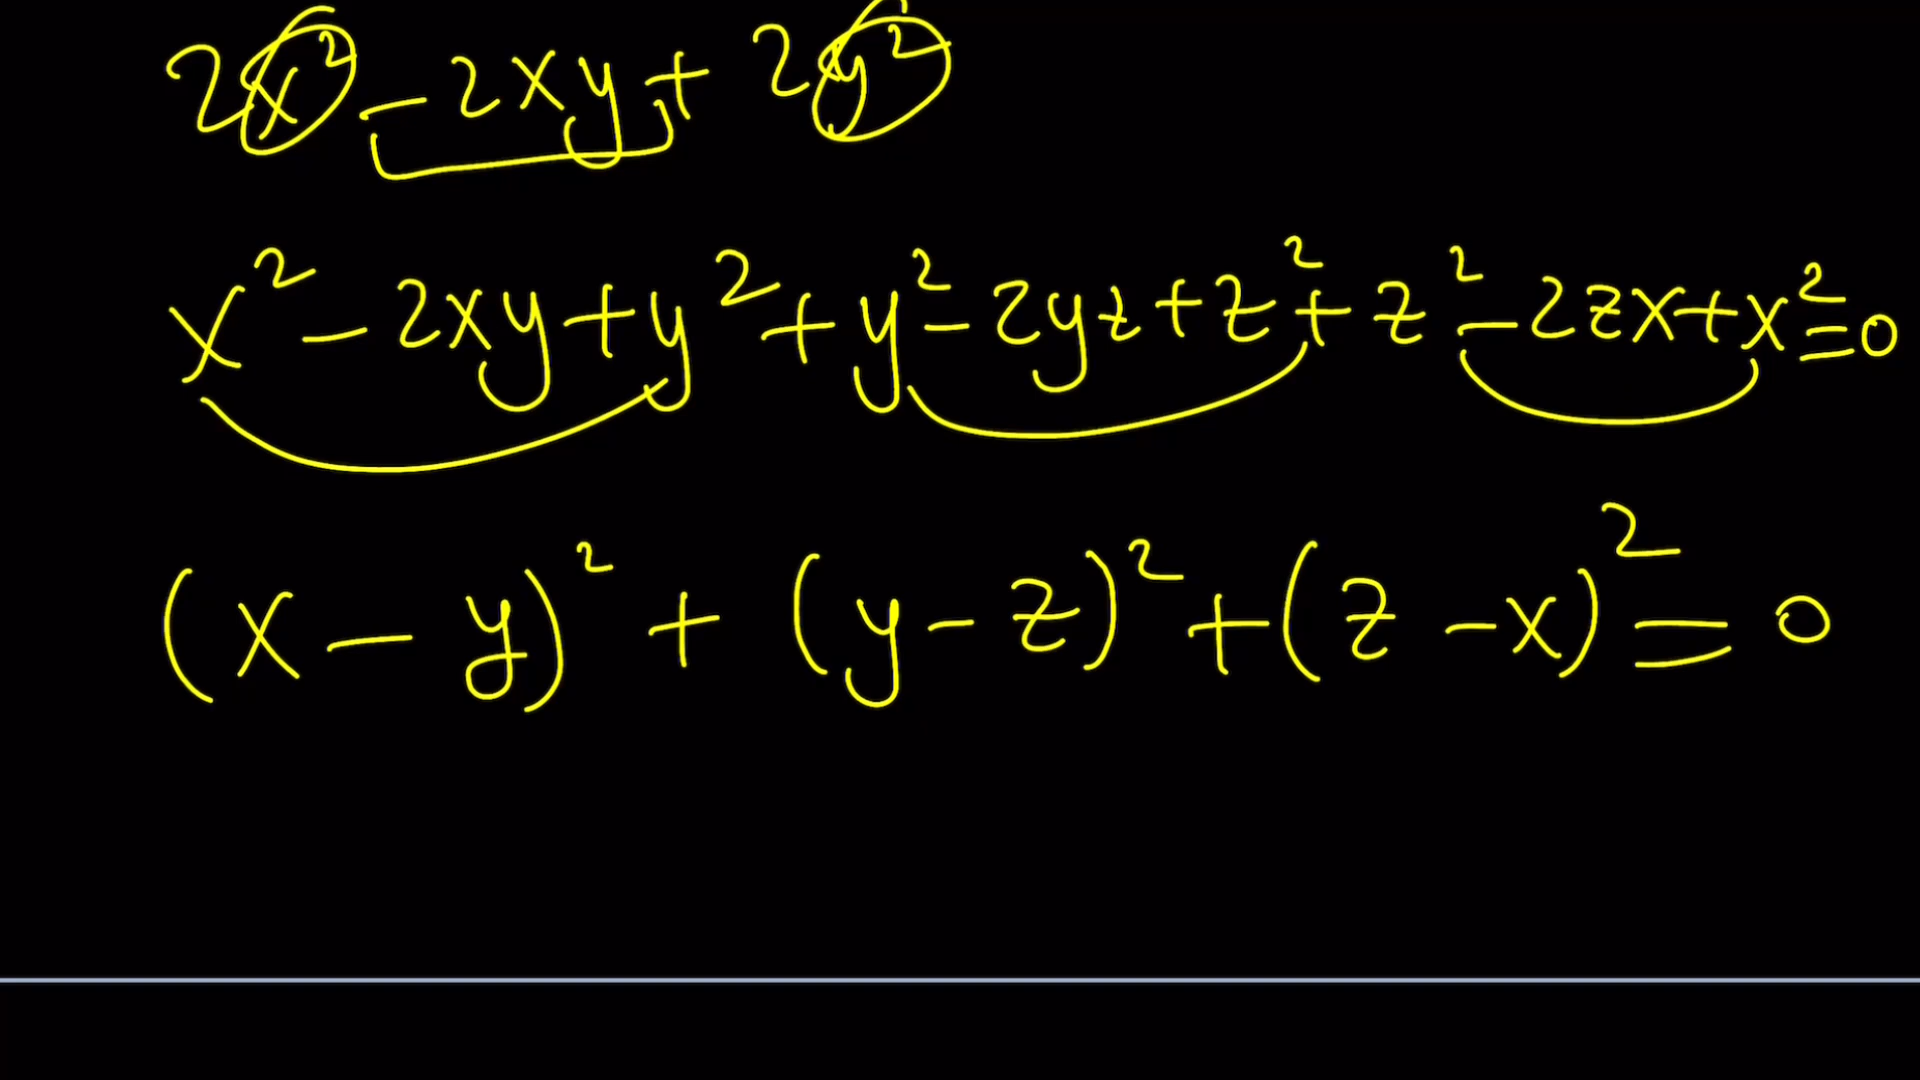 2x² - 2xy + 2y²
x² - 2xy + y² + y² - 2yz + z² + z² - 2zx + x² = 0
(x - y)² + (y - z)² + (z - x)² = 0